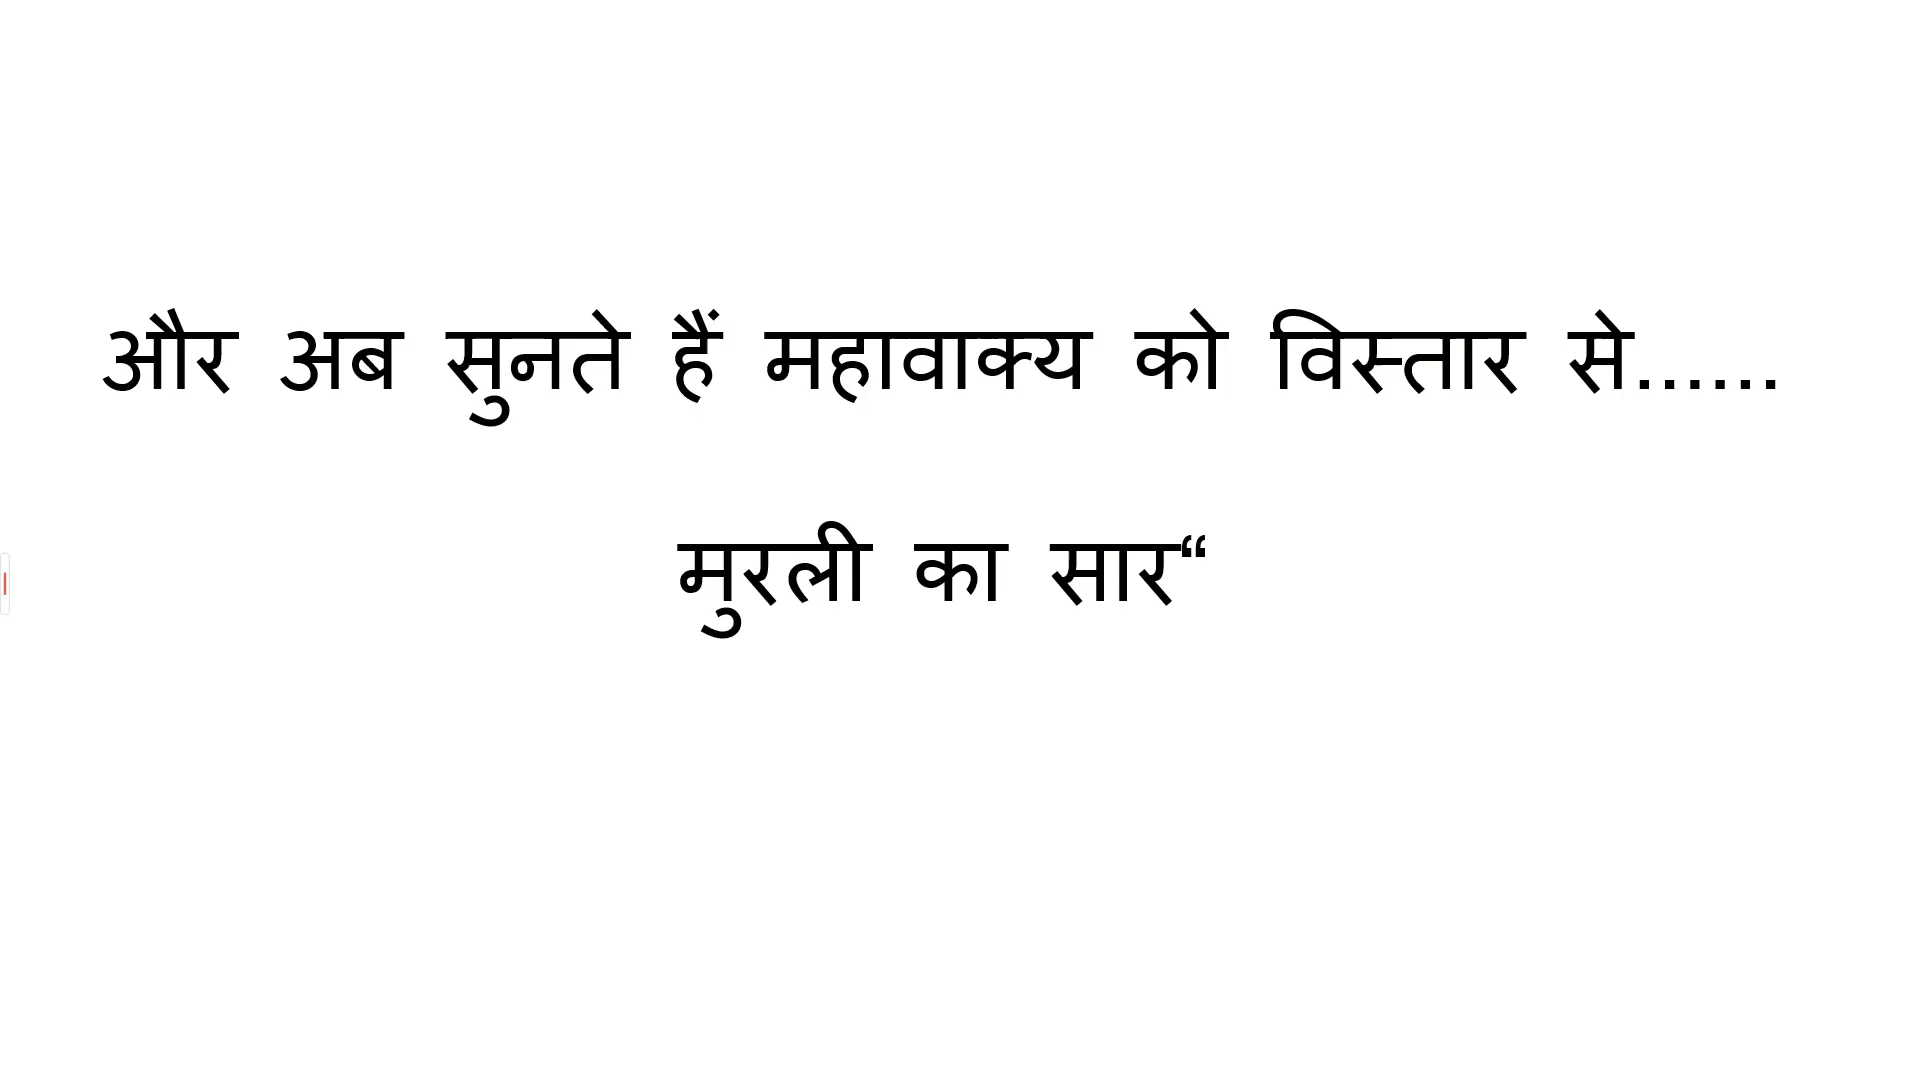 और अब सुनते हैं महावाक्य को विस्तार से......
मुरली का सार“